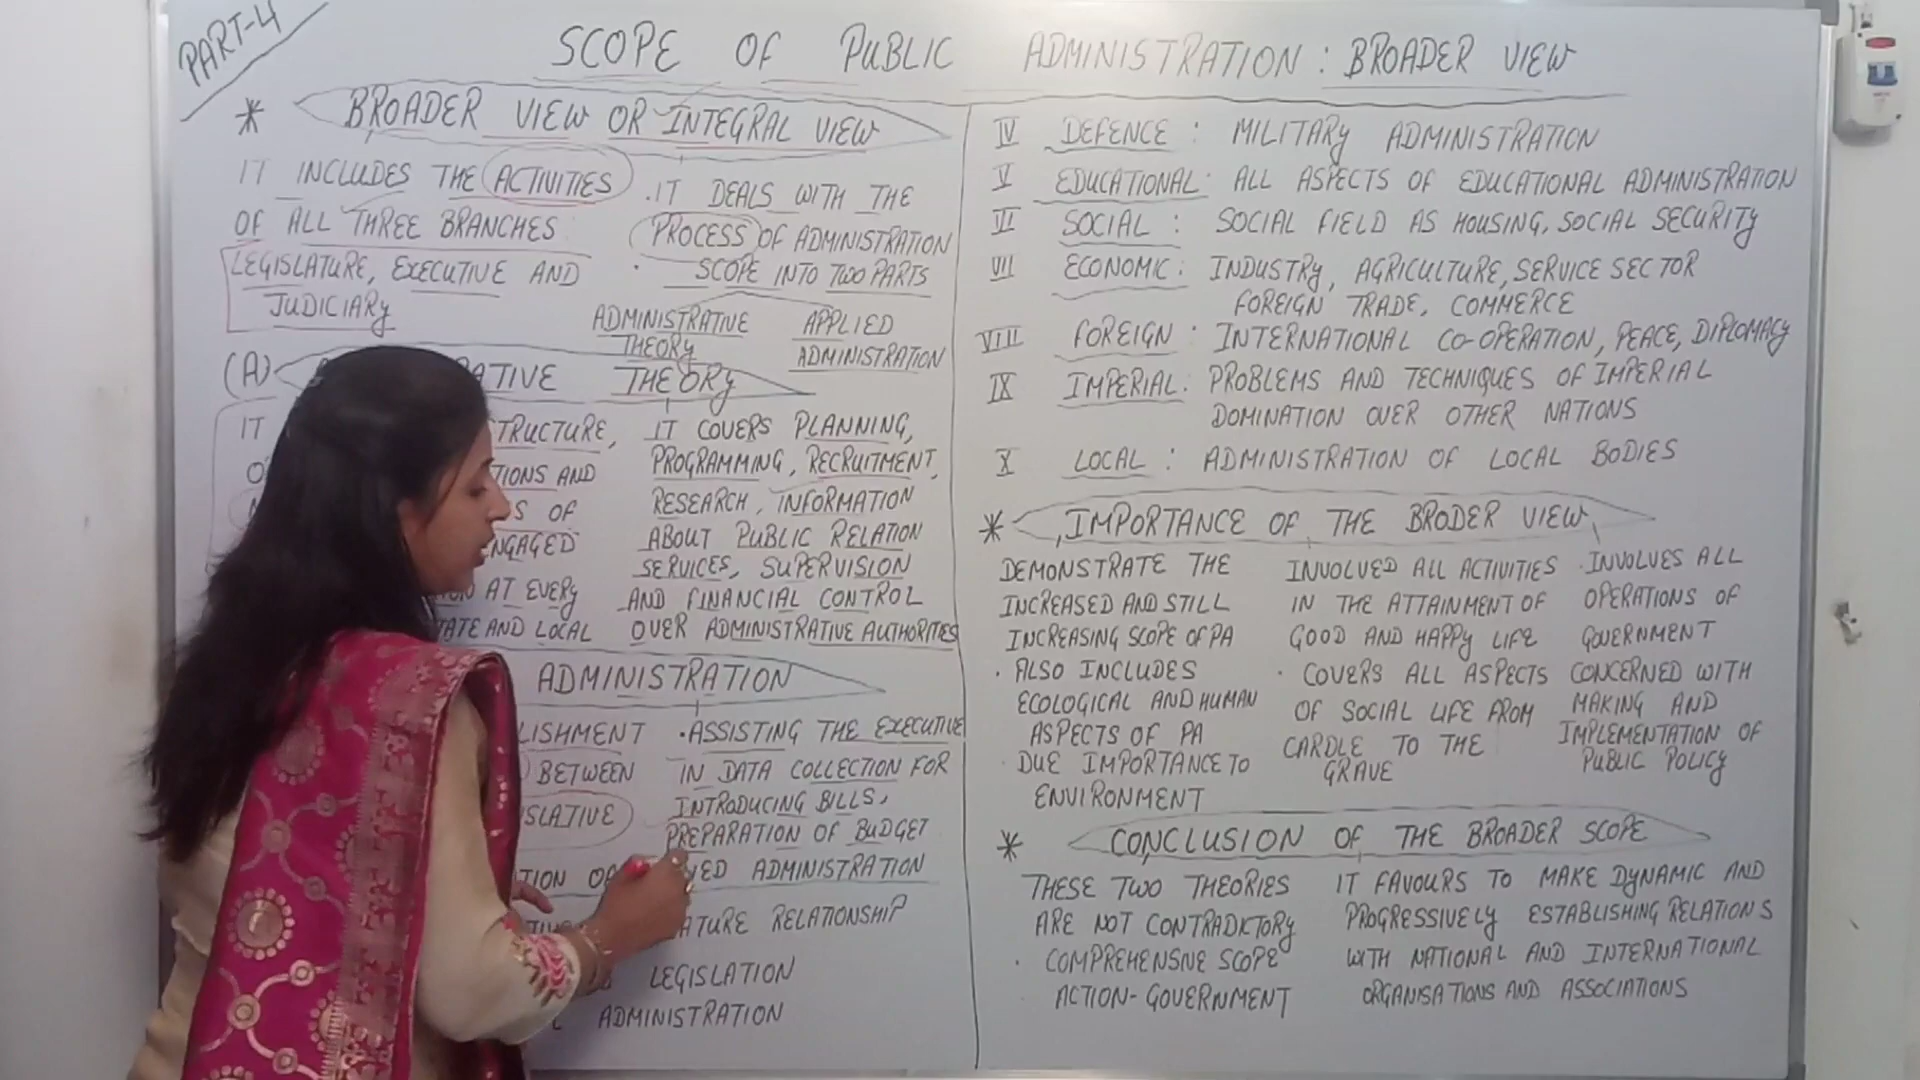 PART-4
SCOPE OF PUBLIC ADMINISTRATION : BROADER VIEW
* BROADER VIEW OR INTEGRAL VIEW
IT INCLUDES THE ACTIVITIES
OF ALL THREE BRANCHES:
LEGISLATURE, EXECUTIVE AND
JUDICIARY
. IT DEALS WITH THE
PROCESS OF ADMINISTRATION
. SCOPE INTO TWO PARTS
ADMINISTRATIVE
THEORY
APPLIED
ADMINISTRATION
(A) ATIVE THEORY
IT TRUCTURE,
TIONS AND
S OF
NGAGED
AT EVERY
TATE AND LOCAL
IT COVERS PLANNING,
PROGRAMMING, RECRUITMENT,
RESEARCH, INFORMATION
ABOUT PUBLIC RELATION
SERVICES, SUPERVISION
AND FINANCIAL CONTROL
OVER ADMINISTRATIVE AUTHORITIES
ADMINISTRATION
LISHMENT
BETWEEN
SLATIVE
. ASSISTING THE EXECUTIVE
IN DATA COLLECTION FOR
INTRODUCING BILLS,
PREPARATION OF BUDGET
TION OF IED ADMINISTRATION
ATURE RELATIONSHIP
LEGISLATION
ADMINISTRATION
IV DEFENCE : MILITARY ADMINISTRATION
V EDUCATIONAL: ALL ASPECTS OF EDUCATIONAL ADMINISTRATION
VI SOCIAL : SOCIAL FIELD AS HOUSING, SOCIAL SECURITY
VII ECONOMIC : INDUSTRY, AGRICULTURE, SERVICE SECTOR
FOREIGN TRADE, COMMERCE
VIII FOREIGN : INTERNATIONAL CO-OPERATION, PEACE, DIPLOMACY
IX IMPERIAL : PROBLEMS AND TECHNIQUES OF IMPERIAL
DOMINATION OVER OTHER NATIONS
X LOCAL : ADMINISTRATION OF LOCAL BODIES
* IMPORTANCE OF THE BRODER VIEW
DEMONSTRATE THE
INCREASED AND STILL
INCREASING SCOPE OF PA
. ALSO INCLUDES
ECOLOGICAL AND HUMAN
ASPECTS OF PA
. DUE IMPORTANCE TO
ENVIRONMENT
INVOLVED ALL ACTIVITIES
IN THE ATTAINMENT OF
GOOD AND HAPPY LIFE
. COVERS ALL ASPECTS
OF SOCIAL LIFE FROM
CARDLE TO THE
GRAVE
. INVOLVES ALL
OPERATIONS OF
GOVERNMENT
CONCERNED WITH
MAKING AND
IMPLEMENTATION OF
PUBLIC POLICY
* CONCLUSION OF THE BROADER SCOPE
THESE TWO THEORIES
ARE NOT CONTRADICTORY
. COMPREHENSIVE SCOPE
ACTION-GOVERNMENT
IT FAVOURS TO MAKE DYNAMIC AND
PROGRESSIVELY ESTABLISHING RELATIONS
WITH NATIONAL AND INTERNATIONAL
ORGANISATIONS AND ASSOCIATIONS